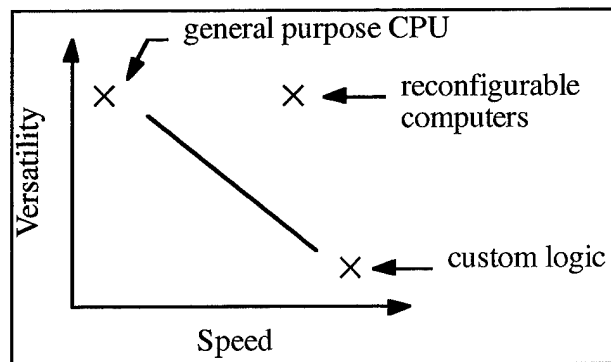 general purpose CPU
reconfigurable
computers
Versatility
custom logic
Speed